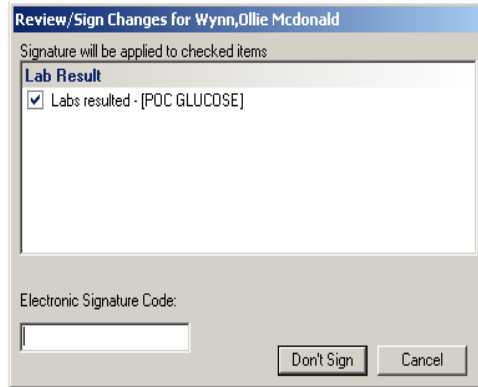 Review/Sign Changes for Wynn,Ollie Mcdonald
Signature will be applied to checked items
Lab Result
Labs resulted - [POC GLUCOSE]
Electronic Signature Code:
Don't Sign
Cancel